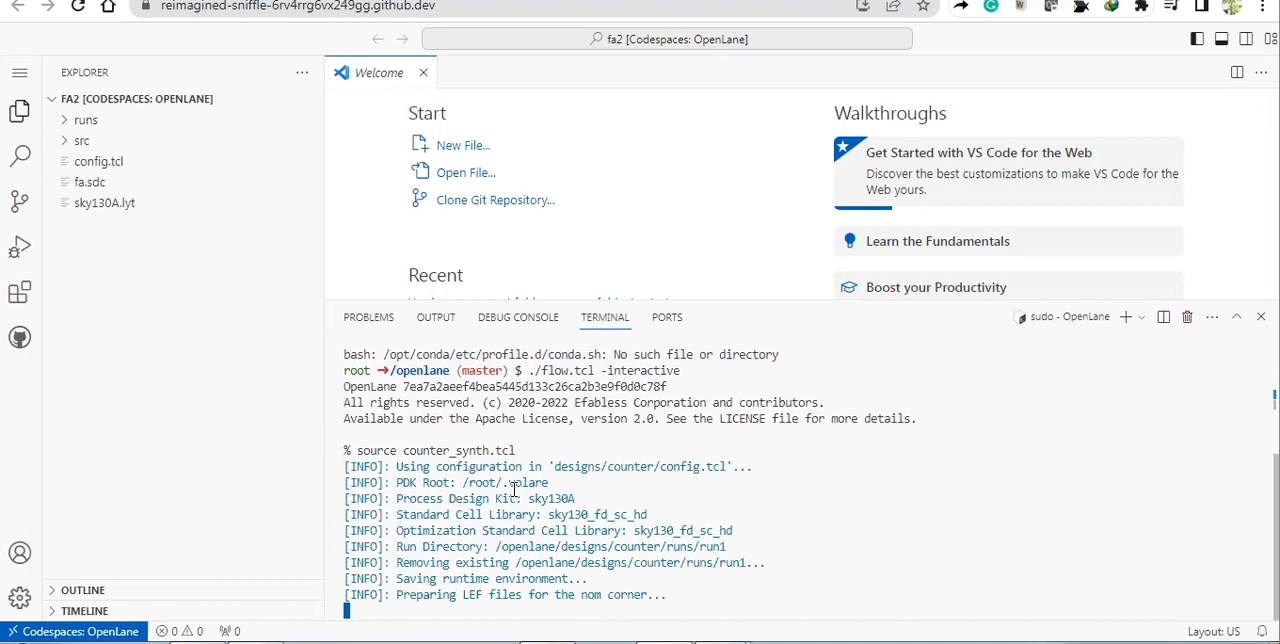 reimagined-sniffle-6rv4rrg6vx249gg.github.dev
fa2 [Codespaces: OpenLane]
EXPLORER
Welcome
FA2 [CODESPACES: OPENLANE]
runs
src
config.tcl
fa.sdc
sky130A.lyt
Start
New File...
Open File...
Clone Git Repository...
Recent
Walkthroughs
Get Started with VS Code for the Web
Discover the best customizations to make VS Code for the
Web yours.
Learn the Fundamentals
Boost your Productivity
PROBLEMS OUTPUT DEBUG CONSOLE TERMINAL PORTS
sudo - OpenLane
bash: /opt/conda/etc/profile.d/conda.sh: No such file or directory
root ➜/openlane (master) $ ./flow.tcl -interactive
OpenLane 7ea7a2aeef4bea5445d133c26ca2b3e9f0d0c78f
All rights reserved. (c) 2020-2022 Efabless Corporation and contributors.
Available under the Apache License, version 2.0. See the LICENSE file for more details.
% source counter_synth.tcl
[INFO]: Using configuration in 'designs/counter/config.tcl'...
[INFO]: PDK Root: /root/.volare
[INFO]: Process Design Kit: sky130A
[INFO]: Standard Cell Library: sky130_fd_sc_hd
[INFO]: Optimization Standard Cell Library: sky130_fd_sc_hd
[INFO]: Run Directory: /openlane/designs/counter/runs/run1
[INFO]: Removing existing /openlane/designs/counter/runs/run1...
[INFO]: Saving runtime environment...
[INFO]: Preparing LEF files for the nom corner...
OUTLINE
TIMELINE
Codespaces: OpenLane 0 0 0
Layout: US